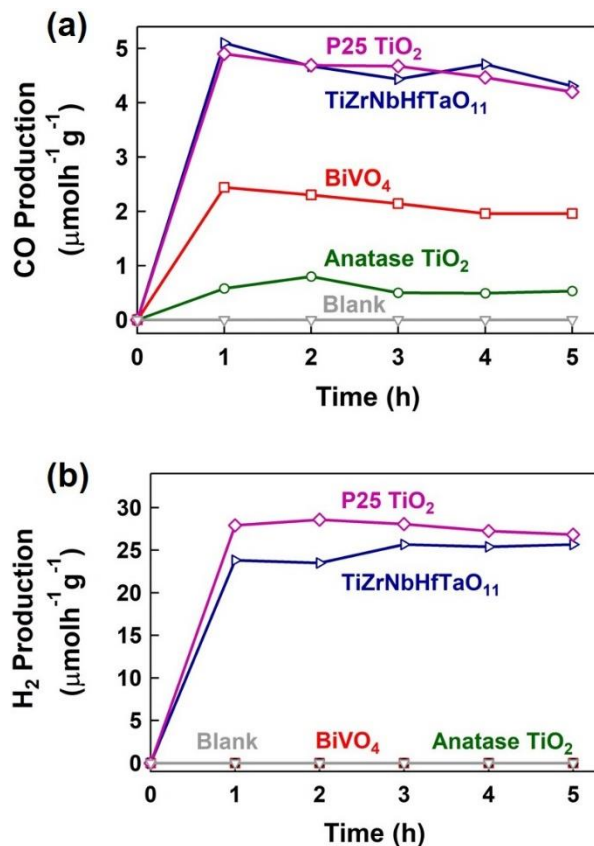 (a)
CO Production
(μmolh⁻¹ g⁻¹)
5
4
3
2
1
0
P25 TiO₂
TiZrNbHfTaO₁₁
BiVO₄
Anatase TiO₂
Blank
0 1 2 3 4 5
Time (h)
(b)
H₂ Production
(μmolh⁻¹ g⁻¹)
30
25
20
15
10
5
0
P25 TiO₂
TiZrNbHfTaO₁₁
Blank BiVO₄ Anatase TiO₂
0 1 2 3 4 5
Time (h)